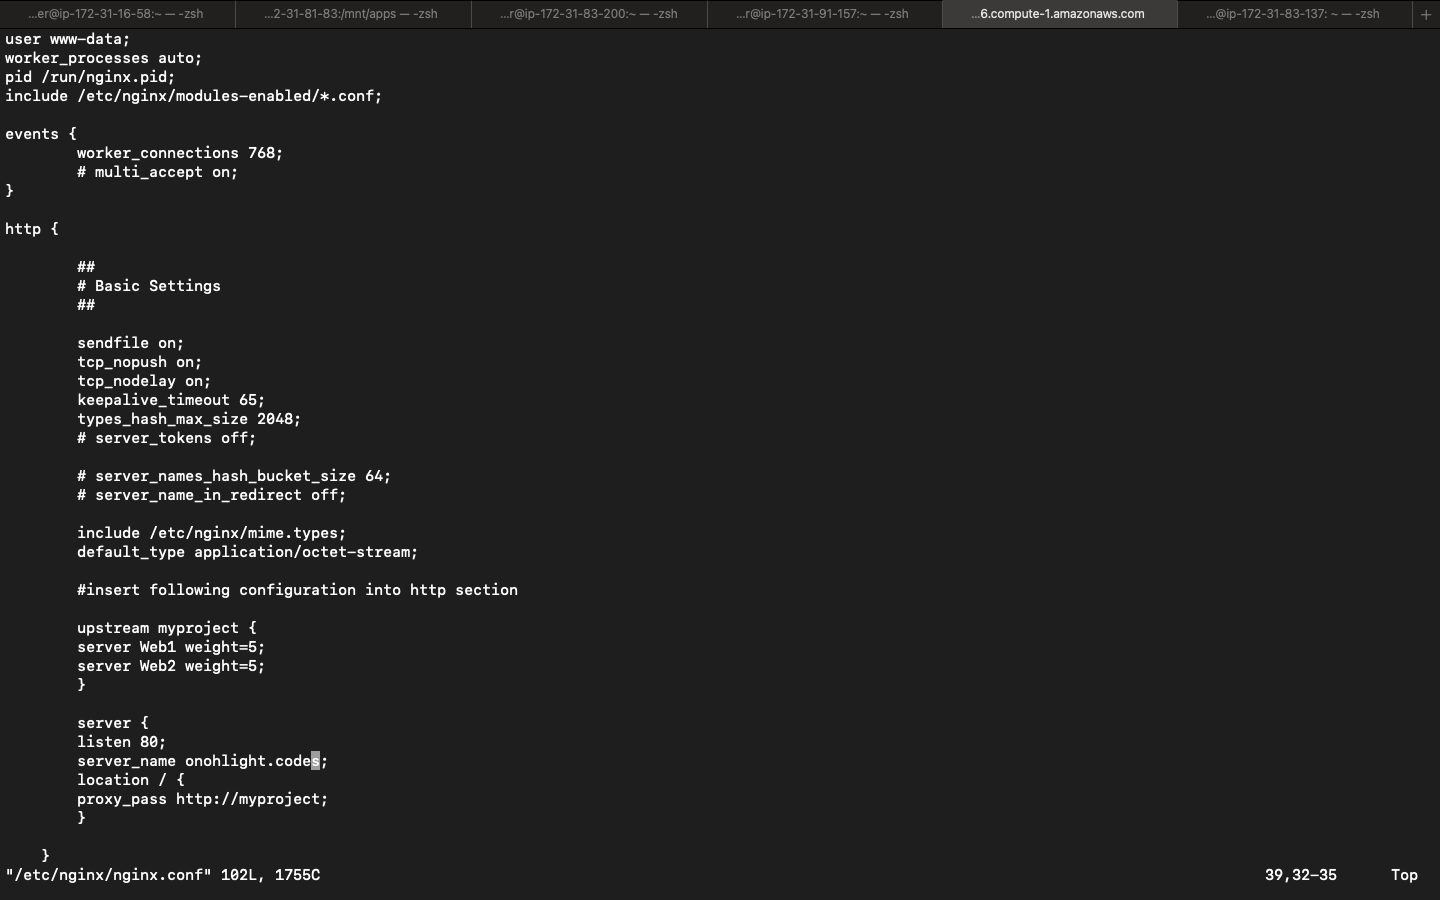 ...er@ip-172-31-16-58:~ — -zsh
...2-31-81-83:/mnt/apps — -zsh
...r@ip-172-31-83-200:~ — -zsh
...r@ip-172-31-91-157:~ — -zsh
...6.compute-1.amazonaws.com
...@ip-172-31-83-137: ~ — -zsh
+
user www-data;
worker_processes auto;
pid /run/nginx.pid;
include /etc/nginx/modules-enabled/*.conf;
events {
        worker_connections 768;
        # multi_accept on;
}
http {
        ##
        # Basic Settings
        ##
        sendfile on;
        tcp_nopush on;
        tcp_nodelay on;
        keepalive_timeout 65;
        types_hash_max_size 2048;
        # server_tokens off;
        # server_names_hash_bucket_size 64;
        # server_name_in_redirect off;
        include /etc/nginx/mime.types;
        default_type application/octet-stream;
        #insert following configuration into http section
        upstream myproject {
        server Web1 weight=5;
        server Web2 weight=5;
        }
        server {
        listen 80;
        server_name onohlight.codes;
        location / {
        proxy_pass http://myproject;
        }
    }
"/etc/nginx/nginx.conf" 102L, 1755C 39,32-35 Top